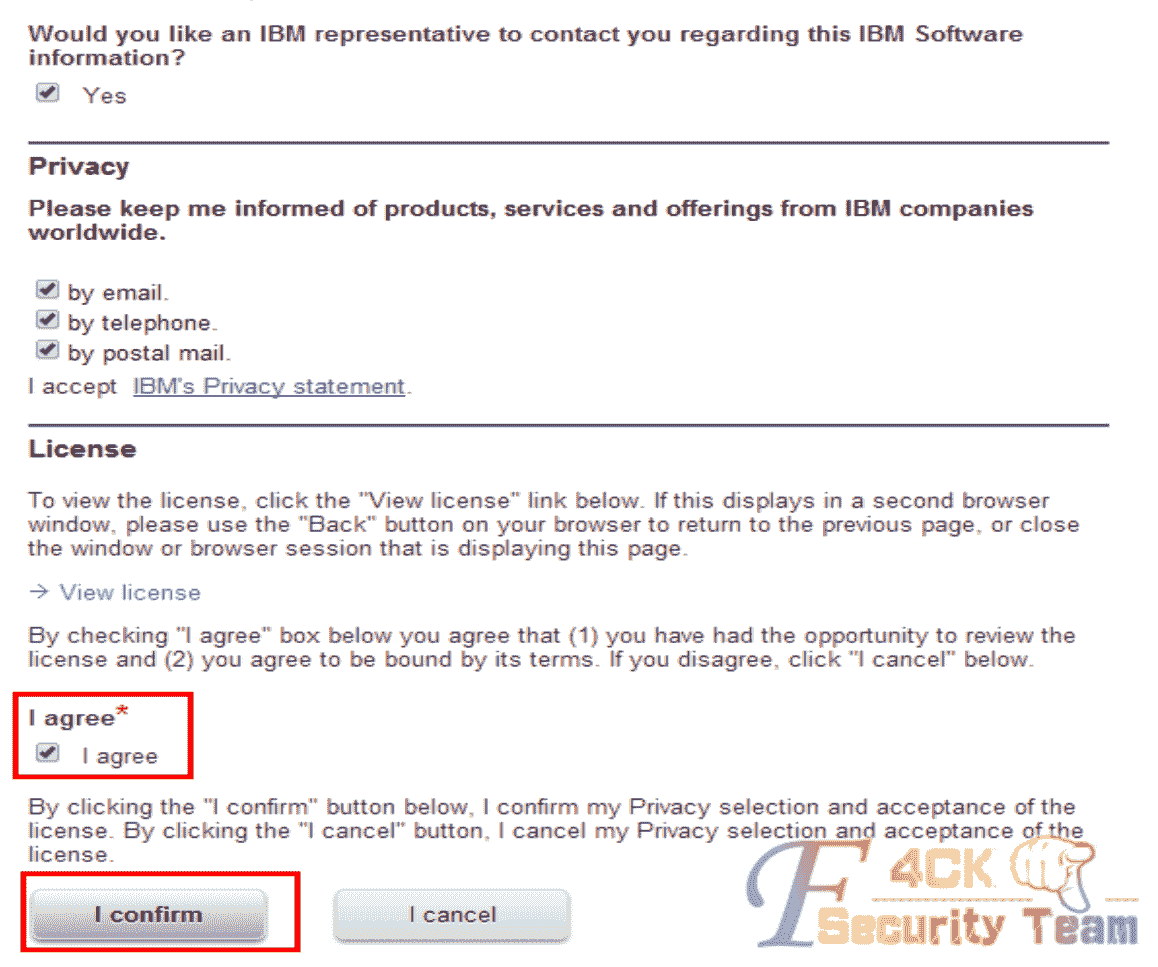 Would you like an IBM representative to contact you regarding this IBM Software
information?
Yes
Privacy
Please keep me informed of products, services and offerings from IBM companies
worldwide.
by email.
by telephone.
by postal mail.
I accept IBM's Privacy statement.
License
To view the license, click the "View license" link below. If this displays in a second browser
window, please use the "Back" button on your browser to return to the previous page, or close
the window or browser session that is displaying this page.
→ View license
By checking "I agree" box below you agree that (1) you have had the opportunity to review the
license and (2) you agree to be bound by its terms. If you disagree, click "I cancel" below.
I agree*
I agree
By clicking the "I confirm" button below, I confirm my Privacy selection and acceptance of the
license. By clicking the "I cancel" button, I cancel my Privacy selection and acceptance of the
license.
I confirm I cancel
F4CK
Security Team